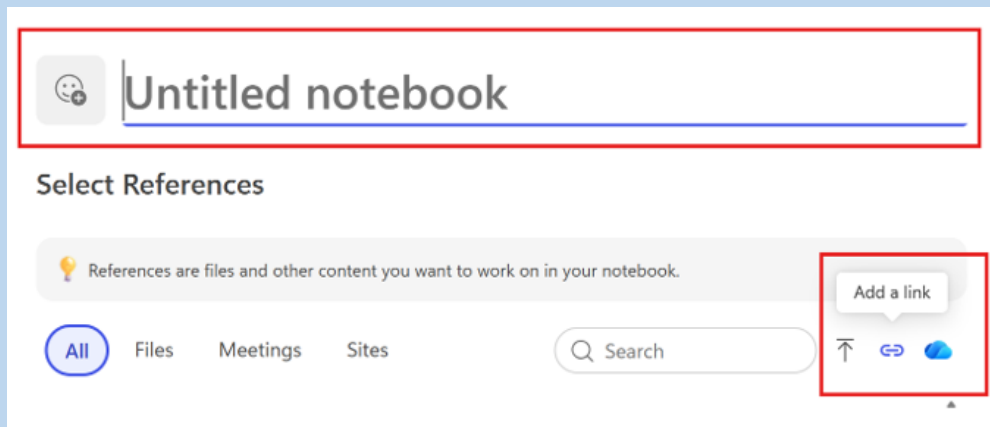 Untitled notebook
Select References
References are files and other content you want to work on in your notebook.
Add a link
All Files Meetings Sites Search